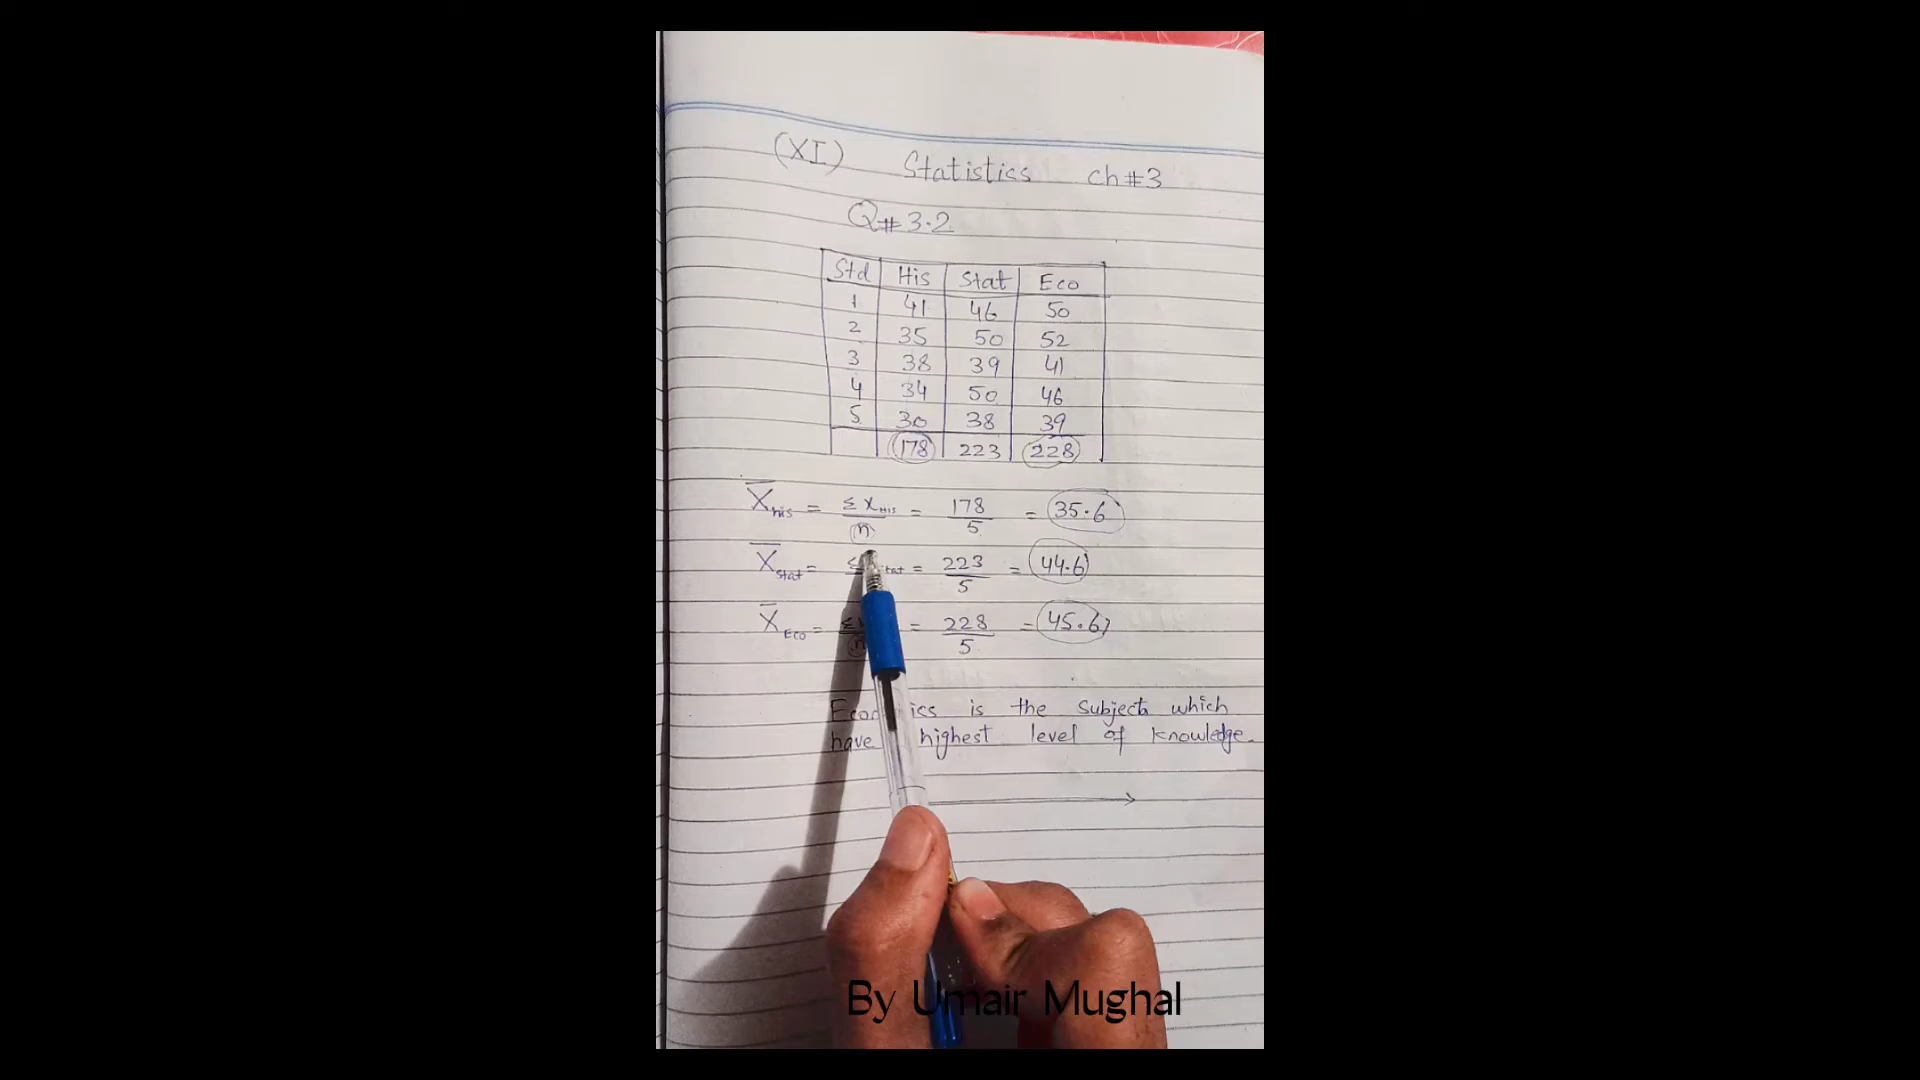 (XI) Statistics ch#3
Q#3.2
Std His Stat Eco
1 41 46 50
2 35 50 52
3 38 39 41
4 34 50 46
5 30 38 39
178 223 228
X̅his = Σ XHis / n = 178 / 5 = 35.6
X̅stat = Σ tat = 223 / 5 = 44.6
X̅Eco = Σ / n = 228 / 5 = 45.6
is the subjects which
have highest level of knowledge.
By Umair Mughal